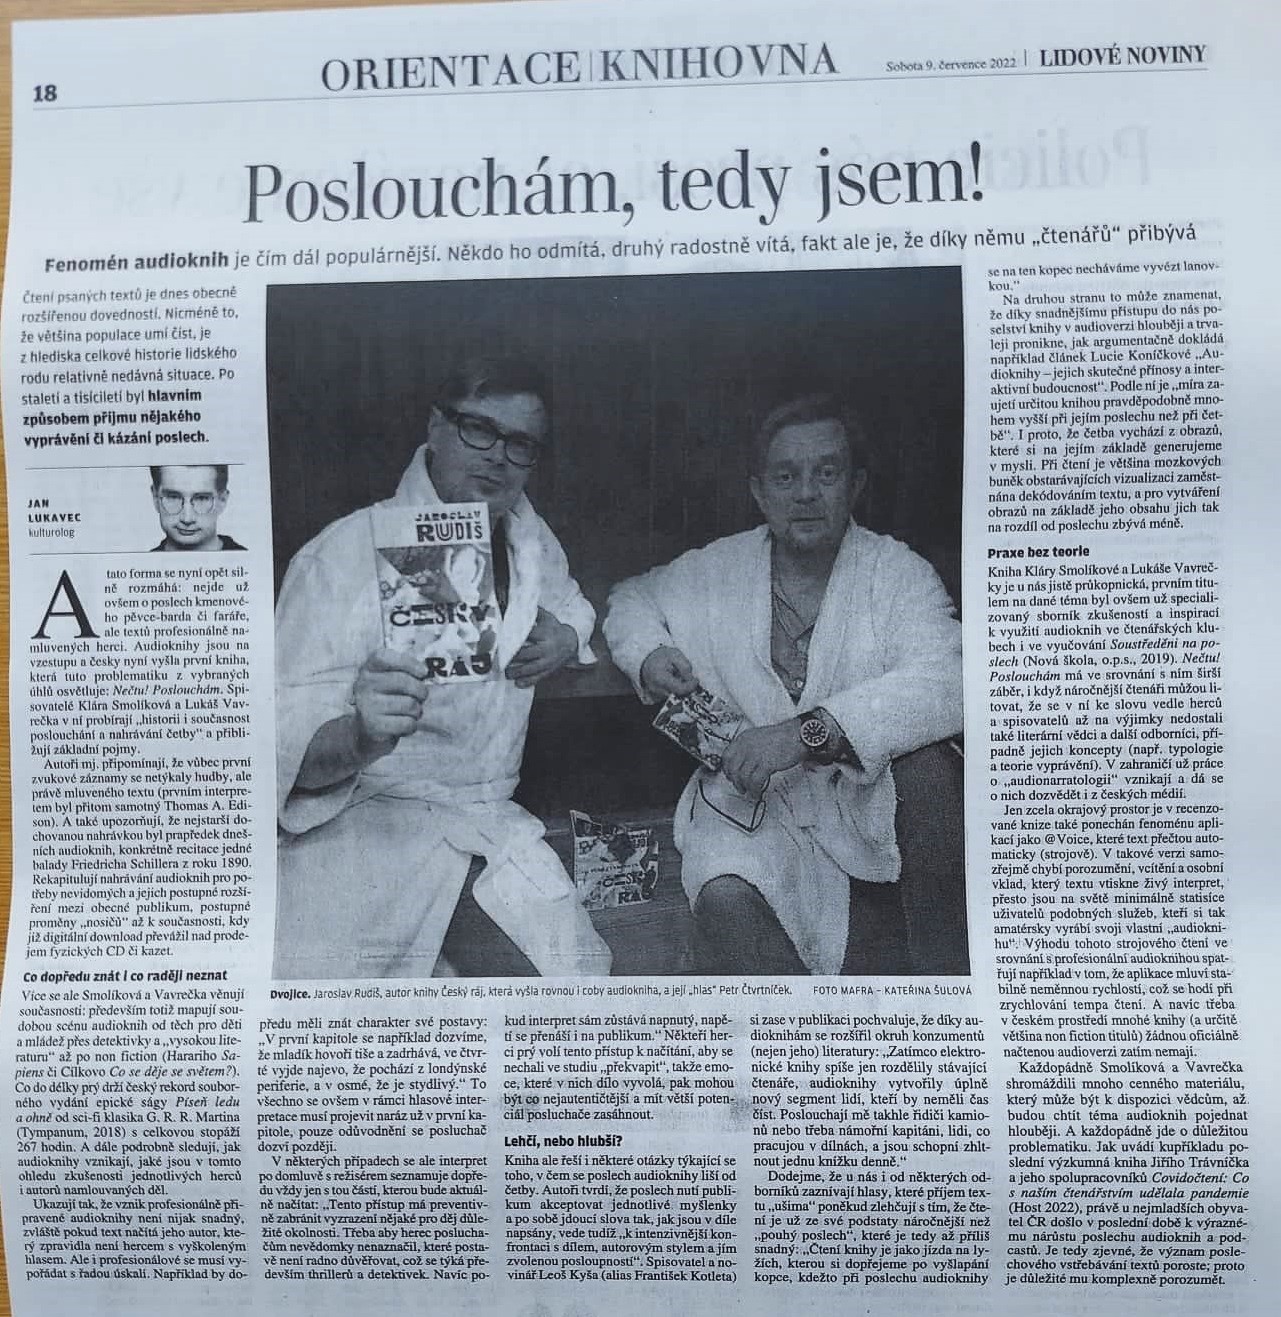 18
ORIENTACE | KNIHOVNA
Sobota 9. července 2022 | LIDOVÉ NOVINY
Poslouchám, tedy jsem!
Fenomén audioknih je čím dál populárnější. Někdo ho odmítá, druhý radostně vítá, fakt ale je, že díky němu „čtenářů“ přibývá
Čtení psaných textů je dnes obecně
rozšířenou dovedností. Nicméně to,
že většina populace umí číst, je
z hlediska celkové historie lidského
rodu relativně nedávná situace. Po
staletí a tisíciletí byl hlavním
způsobem příjmu nějakého
vyprávění či kázání poslech.
JAN
LUKAVEC
kulturolog
A tato forma se nyní opět sil-
ně rozmáhá: nejde už
ovšem o poslech kmenové-
ho pěvce-barda či faráře,
ale textů profesionálně na-
mluvených herci. Audioknihy jsou na
vzestupu a česky nyní vyšla první kniha,
která tuto problematiku z vybraných
úhlů osvětluje: Nečtu! Poslouchám. Spi-
sovatelé Klára Smolíková a Lukáš Vav-
rečka v ní probírají „historii i současnost
poslouchání a nahrávání četby“ a přibli-
žují základní pojmy.
Autoři mj. připomínají, že vůbec první
zvukové záznamy se netýkaly hudby, ale
právě mluveného textu (prvním interpre-
tem byl přitom samotný Thomas A. Edi-
son). A také upozorňují, že nejstarší do-
chovanou nahrávkou byl prapředek dneš-
ních audioknih, konkrétně recitace jedné
balady Friedricha Schillera z roku 1890.
Rekapitulují nahrávání audioknih pro po-
třeby nevidomých a jejich postupné rozší-
ření mezi obecné publikum, postupné
proměny „nosičů“ až k současnosti, kdy
již digitální download převážil nad prode-
jem fyzických CD či kazet.
Co dopředu znát i co raději neznat
Více se ale Smolíková a Vavrečka věnují
současnosti: především totiž mapují sou-
dobou scénu audioknih od těch pro děti
a mládež přes detektivky a „vysokou lite-
raturu“ až po non fiction (Harariho Sa-
piens či Cílkovo Co se děje se světem?).
Co do délky prý drží český rekord soubor-
ného vydání epické ságy Píseň ledu
a ohně od sci-fi klasika G. R. R. Martina
(Tympanum, 2018) s celkovou stopáží
267 hodin. A dále podrobně sledují, jak
audioknihy vznikají, jaké jsou v tomto
ohledu zkušenosti jednotlivých herců
i autorů namlouvaných děl.
Ukazují tak, že vznik profesionálně při-
pravené audioknihy není nijak snadný,
zvláště pokud text načítá jeho autor, kte-
rý zpravidla není hercem s vyškoleným
hlasem. Ale i profesionálové se musí vy-
pořádat s řadou úskalí. Například by do-
JAROSLAV
RUDIŠ
ČESKÝ
RÁJ
ČESKÝ
RÁJ
Dvojice. Jaroslav Rudiš, autor knihy Český ráj, která vyšla rovnou i coby audiokniha, a její „hlas“ Petr Čtvrtníček.
FOTO MAFRA – KATEŘINA ŠULOVÁ
předu měli znát charakter své postavy:
„V první kapitole se například dozvíme,
že mladík hovoří tiše a zadrhává, ve čtvr-
té vyjde najevo, že pochází z londýnské
periferie, a v osmé, že je stydlivý.“ To
všechno se ovšem v rámci hlasové inter-
pretace musí projevit naráz už v první ka-
pitole, pouze odůvodnění se posluchač
dozví později.
V některých případech se ale interpret
po domluvě s režisérem seznamuje dopře-
du vždy jen s tou částí, kterou bude aktuál-
ně načítat: „Tento přístup má preventiv-
ně zabránit vyzrazení nějaké pro děj důle-
žité okolnosti. Třeba aby herec poslucha-
čům nevědomky nenaznačil, které posta-
vě není radno důvěřovat, což se týká pře-
devším thrillerů a detektivek. Navíc po-
kud interpret sám zůstává napnutý, napě-
tí se přenáší i na publikum.“ Někteří her-
ci prý volí tento přístup k načítání, aby se
nechali ve studiu „překvapit“, takže emo-
ce, které v nich dílo vyvolá, pak mohou
být co nejautentičtější a mít větší poten-
ciál posluchače zasáhnout.
Lehčí, nebo hlubší?
Kniha ale řeší i některé otázky týkající se
toho, v čem se poslech audioknihy liší od
četby. Autoři tvrdí, že poslech nutí publi-
kum akceptovat jednotlivé myšlenky
a po sobě jdoucí slova tak, jak jsou v díle
napsány, vede tudíž „k intenzivnější kon-
frontaci s dílem, autorovým stylem a jím
zvolenou posloupností“. Spisovatel a no-
vinář Leoš Kyša (alias František Kotleta)
si zase v publikaci pochvaluje, že díky au-
dioknihám se rozšířil okruh konzumentů
(nejen jeho) literatury: „Zatímco elektro-
nické knihy spíše jen rozdělily stávající
čtenáře, audioknihy vytvořily úplně
nový segment lidí, kteří by neměli čas
číst. Poslouchají mě takhle řidiči kamio-
nů nebo třeba námořní kapitáni, lidi, co
pracujou v dílnách, a jsou schopní zhlt-
nout jednu knížku denně.“
Dodejme, že u nás i od některých od-
borníků zaznívají hlasy, které příjem tex-
tu „ušima“ poněkud zlehčují s tím, že čte-
ní je už ze své podstaty náročnější než
„pouhý poslech“, které je tedy až příliš
snadný: „Čtení knihy je jako jízda na ly-
žích, kterou si dopřejeme po vyšlapání
kopce, kdežto při poslechu audioknihy
se na ten kopec necháváme vyvézt lanov-
kou.“
Na druhou stranu to může znamenat,
že díky snadnějšímu přístupu do nás po-
selství knihy v audioverzi hlouběji a trva-
leji pronikne, jak argumentačně dokládá
například článek Lucie Koníčkové „Au-
dioknihy – jejich skutečné přínosy a inter-
aktivní budoucnost“. Podle ní je „míra za-
ujetí určitou knihou pravděpodobně mno-
hem vyšší při jejím poslechu než při čet-
bě“. I proto, že četba vychází z obrazů,
které si na jejím základě generujeme
v mysli. Při čtení je většina mozkových
buněk obstarávajících vizualizaci zaměst-
nána dekódováním textu, a pro vytváření
obrazů na základě jeho obsahu jich tak
na rozdíl od poslechu zbývá méně.
Praxe bez teorie
Kniha Kláry Smolíkové a Lukáše Vavreč-
ky je u nás jistě průkopnická, prvním titu-
lem na dané téma byl ovšem už speciali-
zovaný sborník zkušeností a inspirací
k využití audioknih ve čtenářských klu-
bech i ve vyučování Soustředění na po-
slech (Nová škola, o.p.s., 2019). Nečtu!
Poslouchám má ve srovnání s ním širší
záběr, i když náročnější čtenáři můžou li-
tovat, že se v ní ke slovu vedle herců
a spisovatelů až na výjimky nedostali
také literární vědci a další odborníci, pří-
padně jejich koncepty (např. typologie
a teorie vyprávění). V zahraničí už práce
o „audionarratologii“ vznikají a dá se
o nich dozvědět i z českých médií.
Jen zcela okrajový prostor je v recenzo-
vané knize také ponechán fenoménu apli-
kací jako @Voice, které text přečtou auto-
maticky (strojově). V takové verzi samo-
zřejmě chybí porozumění, vcítění a osobní
vklad, který textu vtiskne živý interpret,
přesto jsou na světě minimálně statisíce
uživatelů podobných služeb, kteří si tak
amatérsky vyrábí svoji vlastní „audiokni-
hu“. Výhodu tohoto strojového čtení ve
srovnání s profesionální audioknihou spat-
řují například v tom, že aplikace mluví sta-
bilně neměnnou rychlostí, což se hodí při
zrychlování tempa čtení. A navíc třeba
v českém prostředí mnohé knihy (a určitě
většina non fiction titulů) žádnou oficiálně
načtenou audioverzi zatím nemají.
Každopádně Smolíková a Vavrečka
shromáždili mnoho cenného materiálu,
který může být k dispozici vědcům, až
budou chtít téma audioknih pojednat
hlouběji. A každopádně jde o důležitou
problematiku. Jak uvádí kupříkladu po-
slední výzkumná kniha Jiřího Trávníčka
a jeho spolupracovníků Covidočtení: Co
s naším čtenářstvím udělala pandemie
(Host 2022), právě u nejmladších obyva-
tel ČR došlo v poslední době k výrazné-
mu nárůstu poslechu audioknih a pod-
castů. Je tedy zjevné, že význam posle-
chového vstřebávání textů poroste; proto
je důležité mu komplexně porozumět.